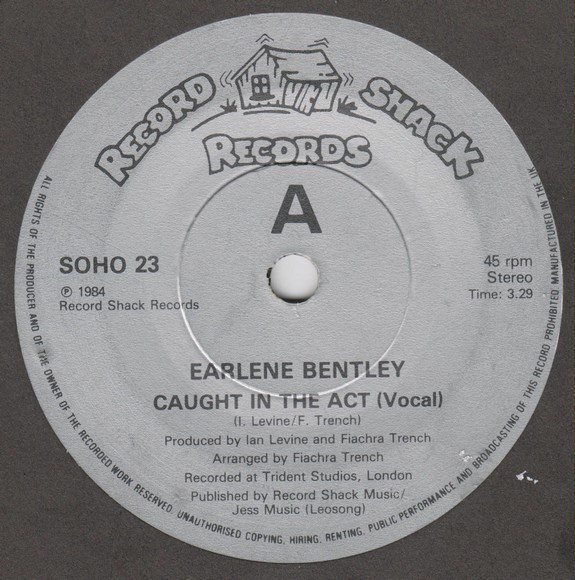 RECORD SHACK
RECORDS
A
SOHO 23
℗ 1984
Record Shack Records
45 rpm
Stereo
Time: 3.29
EARLENE BENTLEY
CAUGHT IN THE ACT (Vocal)
(I. Levine/F. Trench)
Produced by Ian Levine and Fiachra Trench
Arranged by Fiachra Trench
Recorded at Trident Studios, London
Published by Record Shack Music/
Jess Music (Leosong)
ALL RIGHTS OF THE PRODUCER AND OF THE OWNER OF THE RECORDED WORK RESERVED. UNAUTHORISED COPYING, HIRING, RENTING, PUBLIC PERFORMANCE AND BROADCASTING OF THIS RECORD PROHIBITED MANUFACTURED IN THE UK